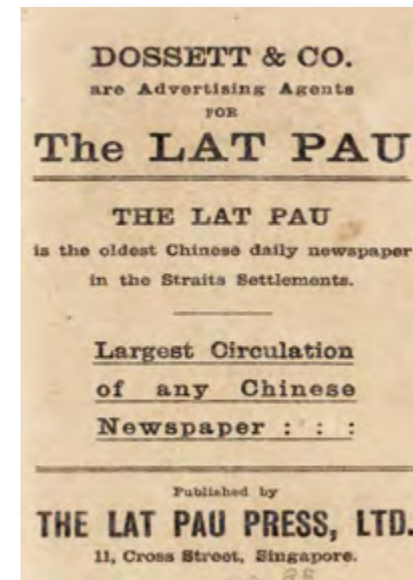 DOSSETT & CO.
are Advertising Agents
FOR
The LAT PAU
THE LAT PAU
is the oldest Chinese daily newspaper
in the Straits Settlements.
Largest Circulation
of any Chinese
Newspaper : : :
Published by
THE LAT PAU PRESS, LTD.
11, Cross Street, Singapore.